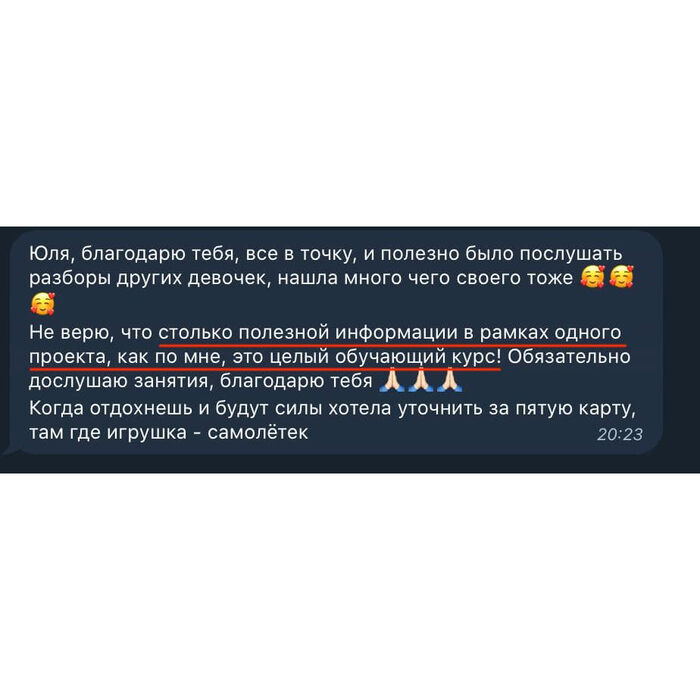 Юля, благодарю тебя, все в точку, и полезно было послушать
разборы других девочек, нашла много чего своего тоже 🥰🥰
🥰
Не верю, что столько полезной информации в рамках одного
проекта, как по мне, это целый обучающий курс! Обязательно
дослушаю занятия, благодарю тебя 🙏🏻🙏🏻🙏🏻
Когда отдохнешь и будут силы хотела уточнить за пятую карту,
там где игрушка - самолётек
20:23